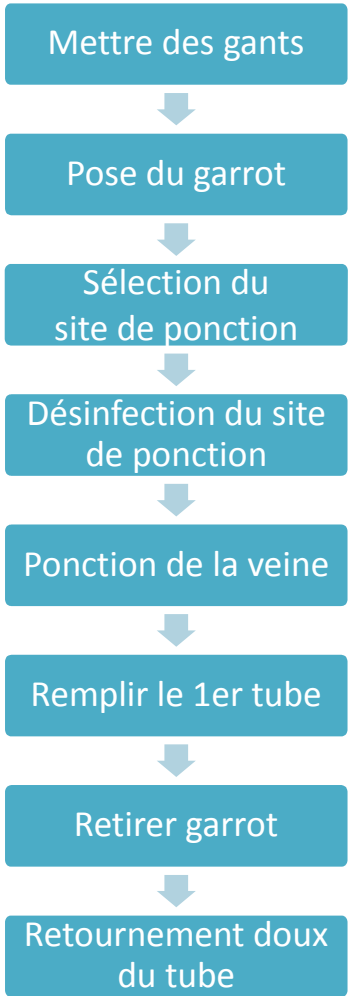 Mettre des gants
Pose du garrot
Sélection du
site de ponction
Désinfection du site
de ponction
Ponction de la veine
Remplir le 1er tube
Retirer garrot
Retournement doux
du tube